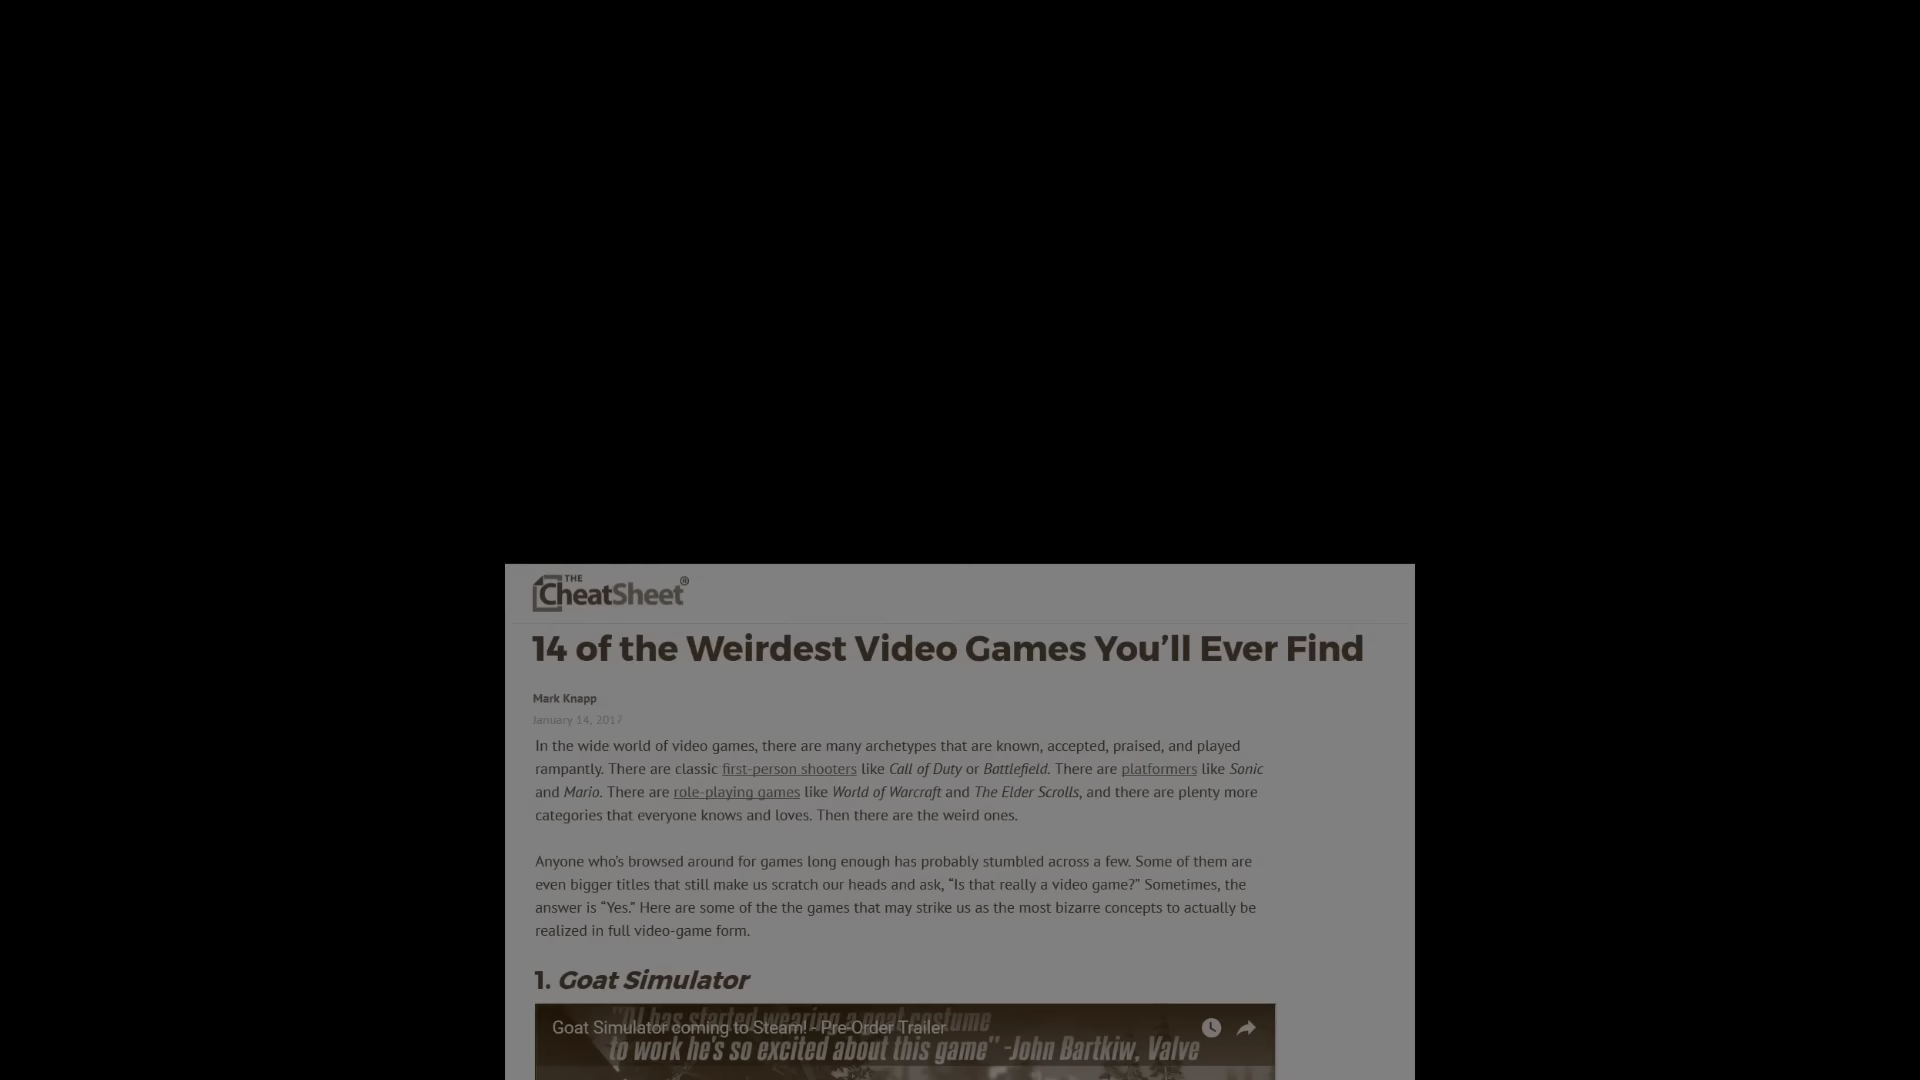 THE
CheatSheet®
14 of the Weirdest Video Games You’ll Ever Find
Mark Knapp
January 14, 2017
In the wide world of video games, there are many archetypes that are known, accepted, praised, and played
rampantly. There are classic first-person shooters like Call of Duty or Battlefield. There are platformers like Sonic
and Mario. There are role-playing games like World of Warcraft and The Elder Scrolls, and there are plenty more
categories that everyone knows and loves. Then there are the weird ones.
Anyone who’s browsed around for games long enough has probably stumbled across a few. Some of them are
even bigger titles that still make us scratch our heads and ask, “Is that really a video game?” Sometimes, the
answer is “Yes.” Here are some of the the games that may strike us as the most bizarre concepts to actually be
realized in full video-game form.
1. Goat Simulator
Goat Simulator coming to Steam! - Pre-Order Trailer
has started wearing a goat costume
to work he's so excited about this game" -John Bartkiw, Valve